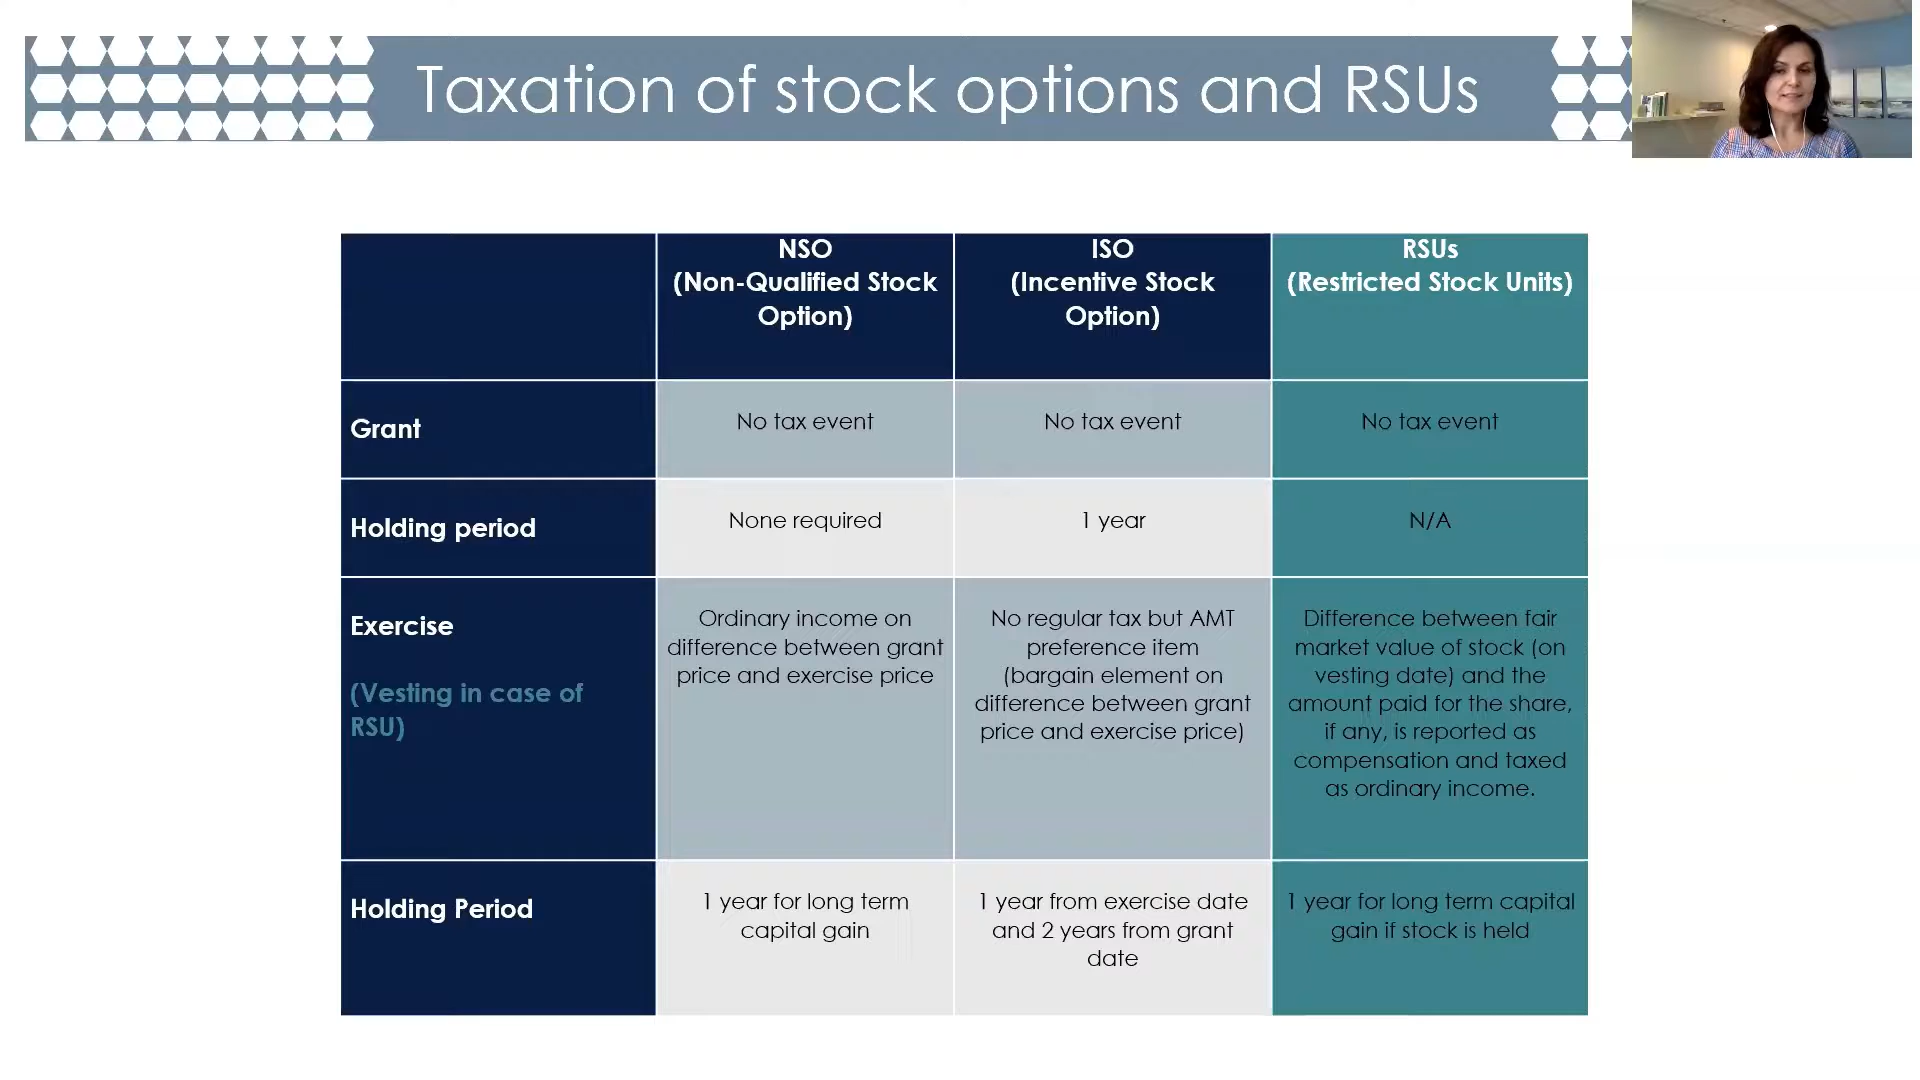 Taxation of stock options and RSUs
NSO
(Non-Qualified Stock
Option)
ISO
(Incentive Stock
Option)
RSUs
(Restricted Stock Units)
Grant
No tax event
No tax event
No tax event
Holding period
None required
1 year
N/A
Exercise
(Vesting in case of
RSU)
Ordinary income on
difference between grant
price and exercise price
No regular tax but AMT
preference item
(bargain element on
difference between grant
price and exercise price)
Difference between fair
market value of stock (on
vesting date) and the
amount paid for the share,
if any, is reported as
compensation and taxed
as ordinary income.
Holding Period
1 year for long term
capital gain
1 year from exercise date
and 2 years from grant
date
1 year for long term capital
gain if stock is held